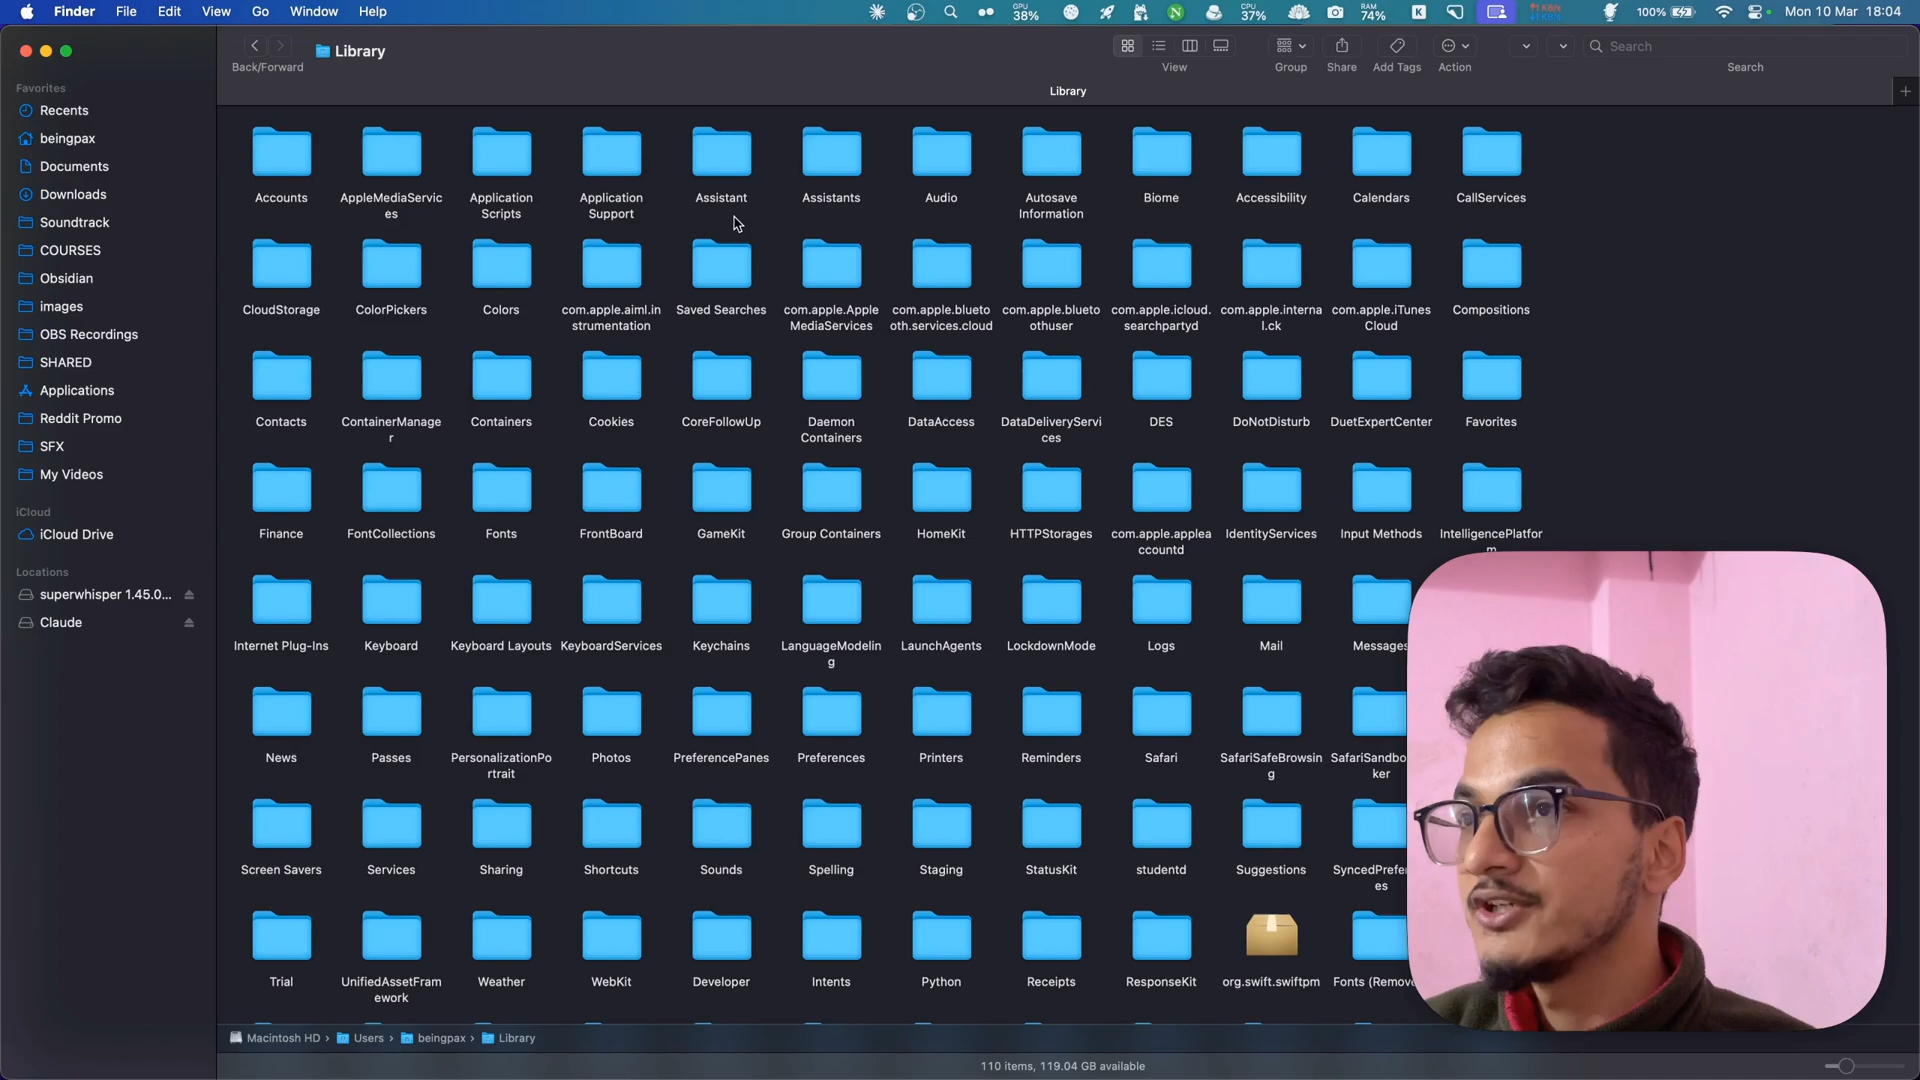 Finder File Edit View Go Window Help
GPU 38% CPU 37% RAM 74% 100% Mon 10 Mar 18:04
Library
Back/Forward View Group Share Add Tags Action Search
Search
Library
Favorites
Recents
beingpax
Documents
Downloads
Soundtrack
COURSES
Obsidian
images
OBS Recordings
SHARED
Applications
Reddit Promo
SFX
My Videos
iCloud
iCloud Drive
Locations
superwhisper 1.45.0...
Claude
Accounts AppleMediaServic Application Application Assistant Assistants Audio Autosave Biome Accessibility Calendars CallServices
es Scripts Support Information
CloudStorage ColorPickers Colors com.apple.aiml.in Saved Searches com.apple.Apple com.apple.blueto com.apple.blueto com.apple.icloud. com.apple.interna com.apple.iTunes Compositions
strumentation MediaServices oth.services.cloud othuser searchpartyd l.ck Cloud
Contacts ContainerManage Containers Cookies CoreFollowUp Daemon DataAccess DataDeliveryServi DES DoNotDisturb DuetExpertCenter Favorites
r Containers ces
Finance FontCollections Fonts FrontBoard GameKit Group Containers HomeKit HTTPStorages com.apple.applea IdentityServices Input Methods IntelligencePlatfor
ccountd m
Internet Plug-Ins Keyboard Keyboard Layouts KeyboardServices Keychains LanguageModelin LaunchAgents LockdownMode Logs Mail Messages
g
News Passes PersonalizationPo Photos PreferencePanes Preferences Printers Reminders Safari SafariSafeBrowsin SafariSandbo
rtrait g ker
Screen Savers Services Sharing Shortcuts Sounds Spelling Staging StatusKit studentd Suggestions SyncedPrefe
es
Trial UnifiedAssetFram Weather WebKit Developer Intents Python Receipts ResponseKit org.swift.swiftpm Fonts (Remov
ework
Macintosh HD › Users › beingpax › Library
110 items, 119.04 GB available